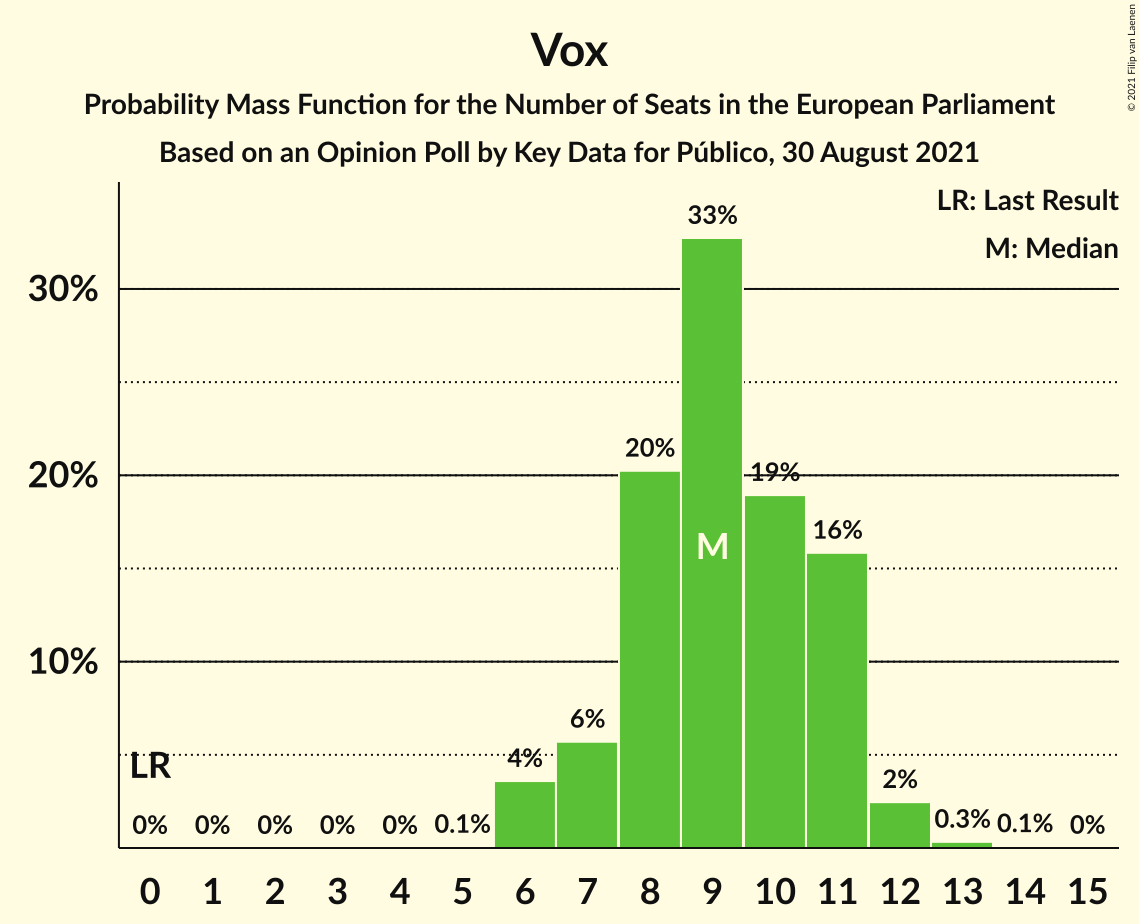 Vox
Probability Mass Function for the Number of Seats in the European Parliament
Based on an Opinion Poll by Key Data for Público, 30 August 2021
© 2021 Filip van Laenen
LR: Last Result
M: Median
30%
20%
10%
33%
20%
19%
16%
M
6%
4%
2%
LR
0%
0%
0%
0%
0%
0.1%
0.3%
0.1%
0%
0 1 2 3 4 5 6 7 8 9 10 11 12 13 14 15